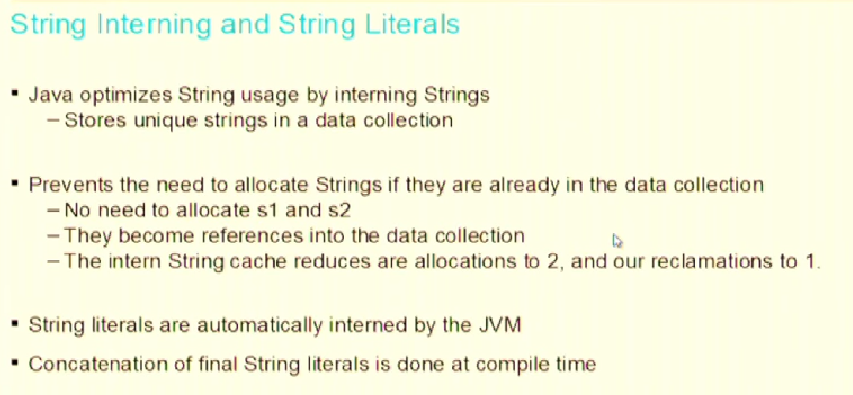 String Interning and String Literals
▪ Java optimizes String usage by interning Strings
– Stores unique strings in a data collection
▪ Prevents the need to allocate Strings if they are already in the data collection
– No need to allocate s1 and s2
– They become references into the data collection
– The intern String cache reduces are allocations to 2, and our reclamations to 1.
▪ String literals are automatically interned by the JVM
▪ Concatenation of final String literals is done at compile time